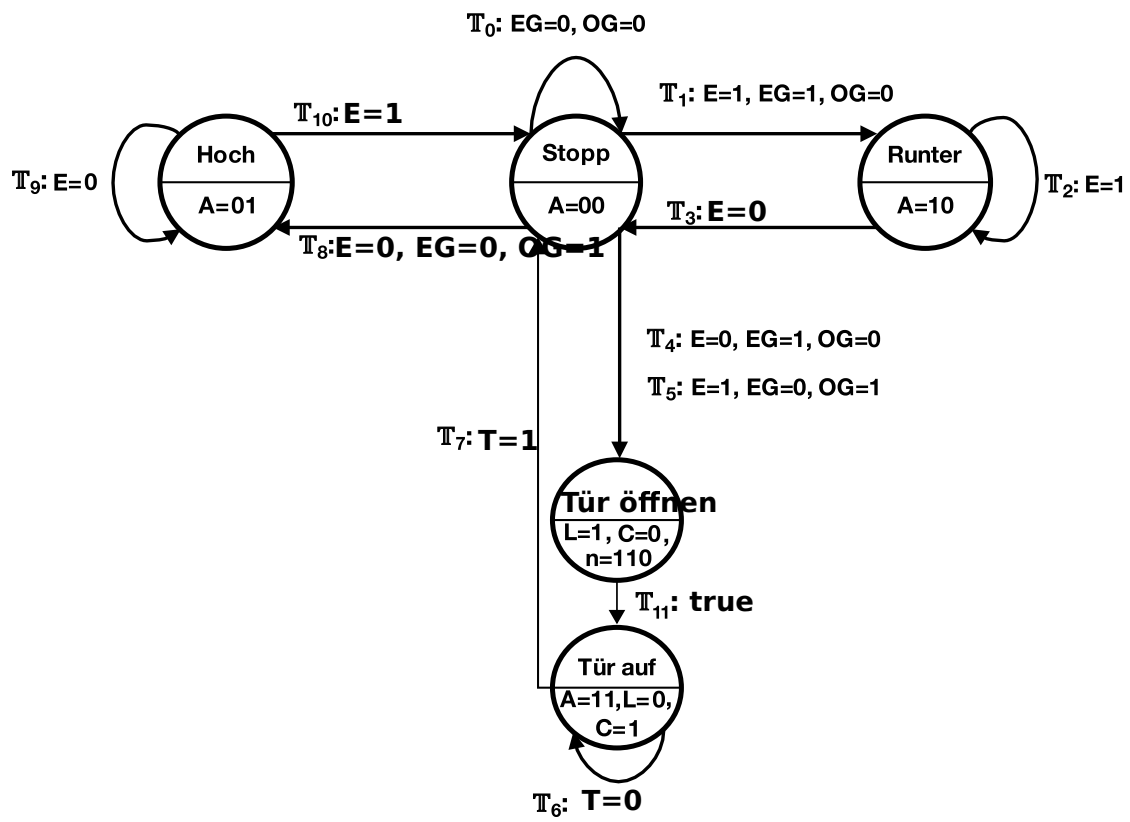 𝕋0: EG=0, OG=0
𝕋1: E=1, EG=1, OG=0
𝕋10: E=1
Hoch
A=01
Stopp
A=00
Runter
A=10
𝕋9: E=0
𝕋2: E=1
𝕋3: E=0
𝕋8: E=0, EG=0, OG=1
𝕋4: E=0, EG=1, OG=0
𝕋5: E=1, EG=0, OG=1
𝕋7: T=1
Tür öffnen
L=1, C=0,
n=110
𝕋11: true
Tür auf
A=11,L=0,
C=1
𝕋6: T=0